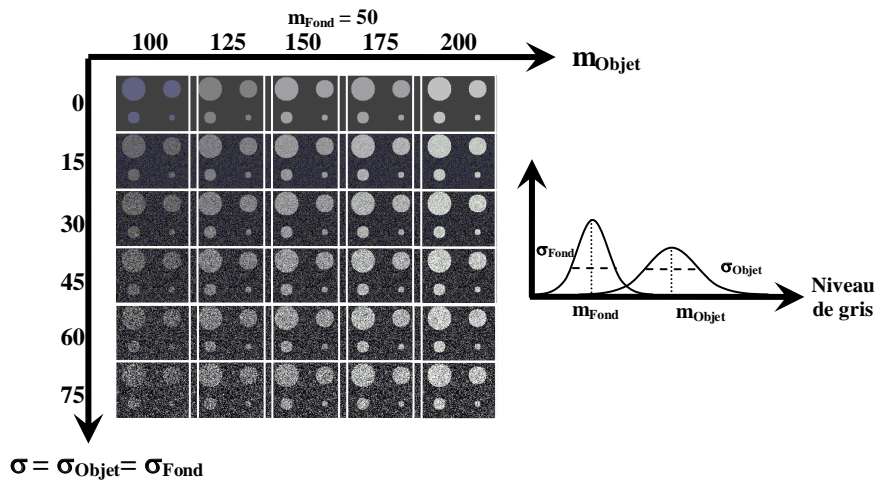 m_Fond = 50
100 125 150 175 200
m_Objet
0
15
30
45
60
75
σ = σ_Objet = σ_Fond
σ_Fond
σ_Objet
m_Fond
m_Objet
Niveau
de gris